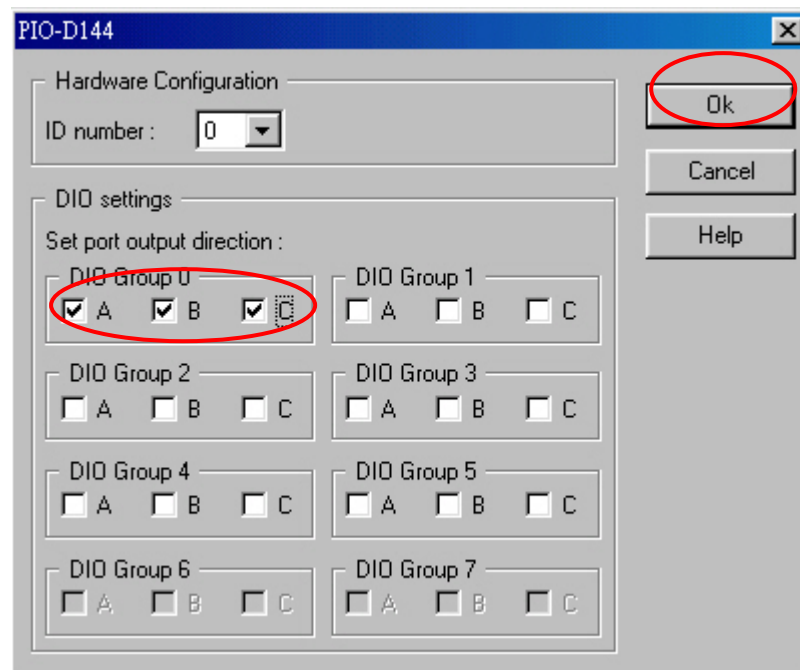 PIO-D144
Hardware Configuration
ID number : 0
Ok
Cancel
Help
DIO settings
Set port output direction :
DIO Group 0
A B C
DIO Group 1
A B C
DIO Group 2
A B C
DIO Group 3
A B C
DIO Group 4
A B C
DIO Group 5
A B C
DIO Group 6
A B C
DIO Group 7
A B C